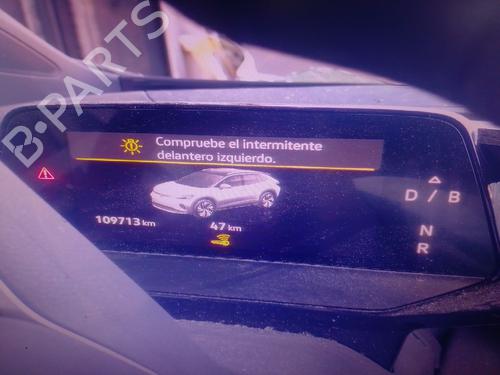 B-PARTS
Compruebe el intermitente
delantero izquierdo.
D / B
109713 km
47 km
N
R